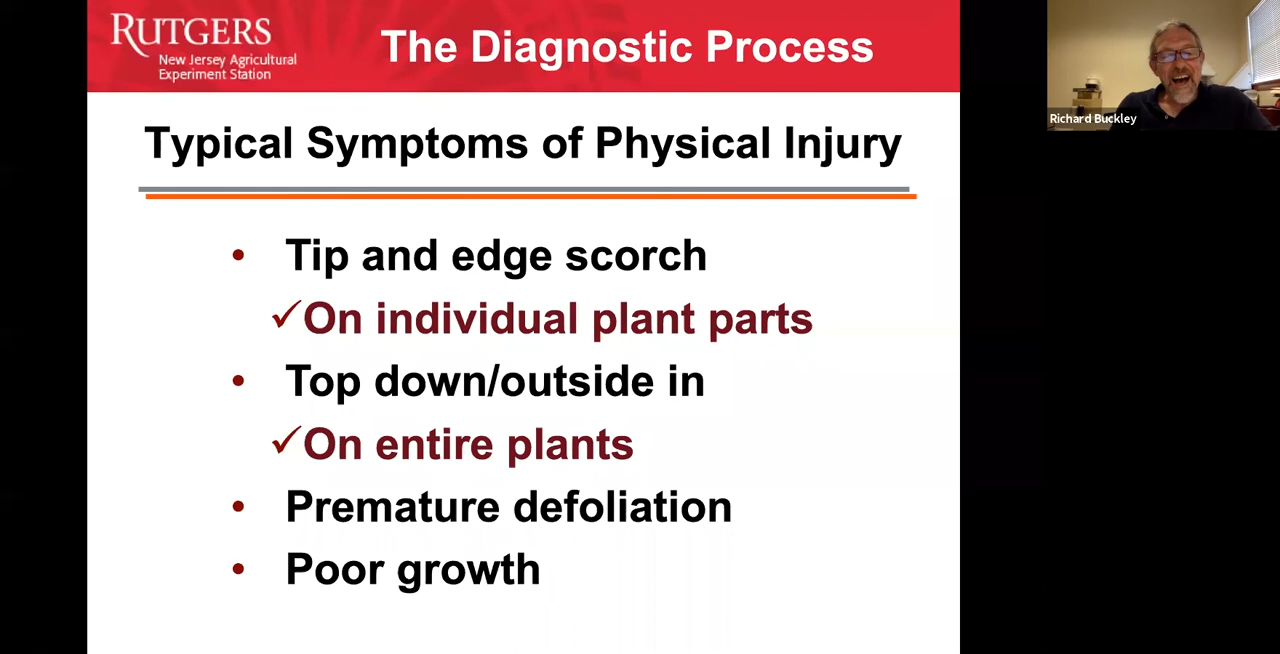 RUTGERS
New Jersey Agricultural
Experiment Station
The Diagnostic Process
Richard Buckley
Typical Symptoms of Physical Injury
• Tip and edge scorch
✓On individual plant parts
• Top down/outside in
✓On entire plants
• Premature defoliation
• Poor growth